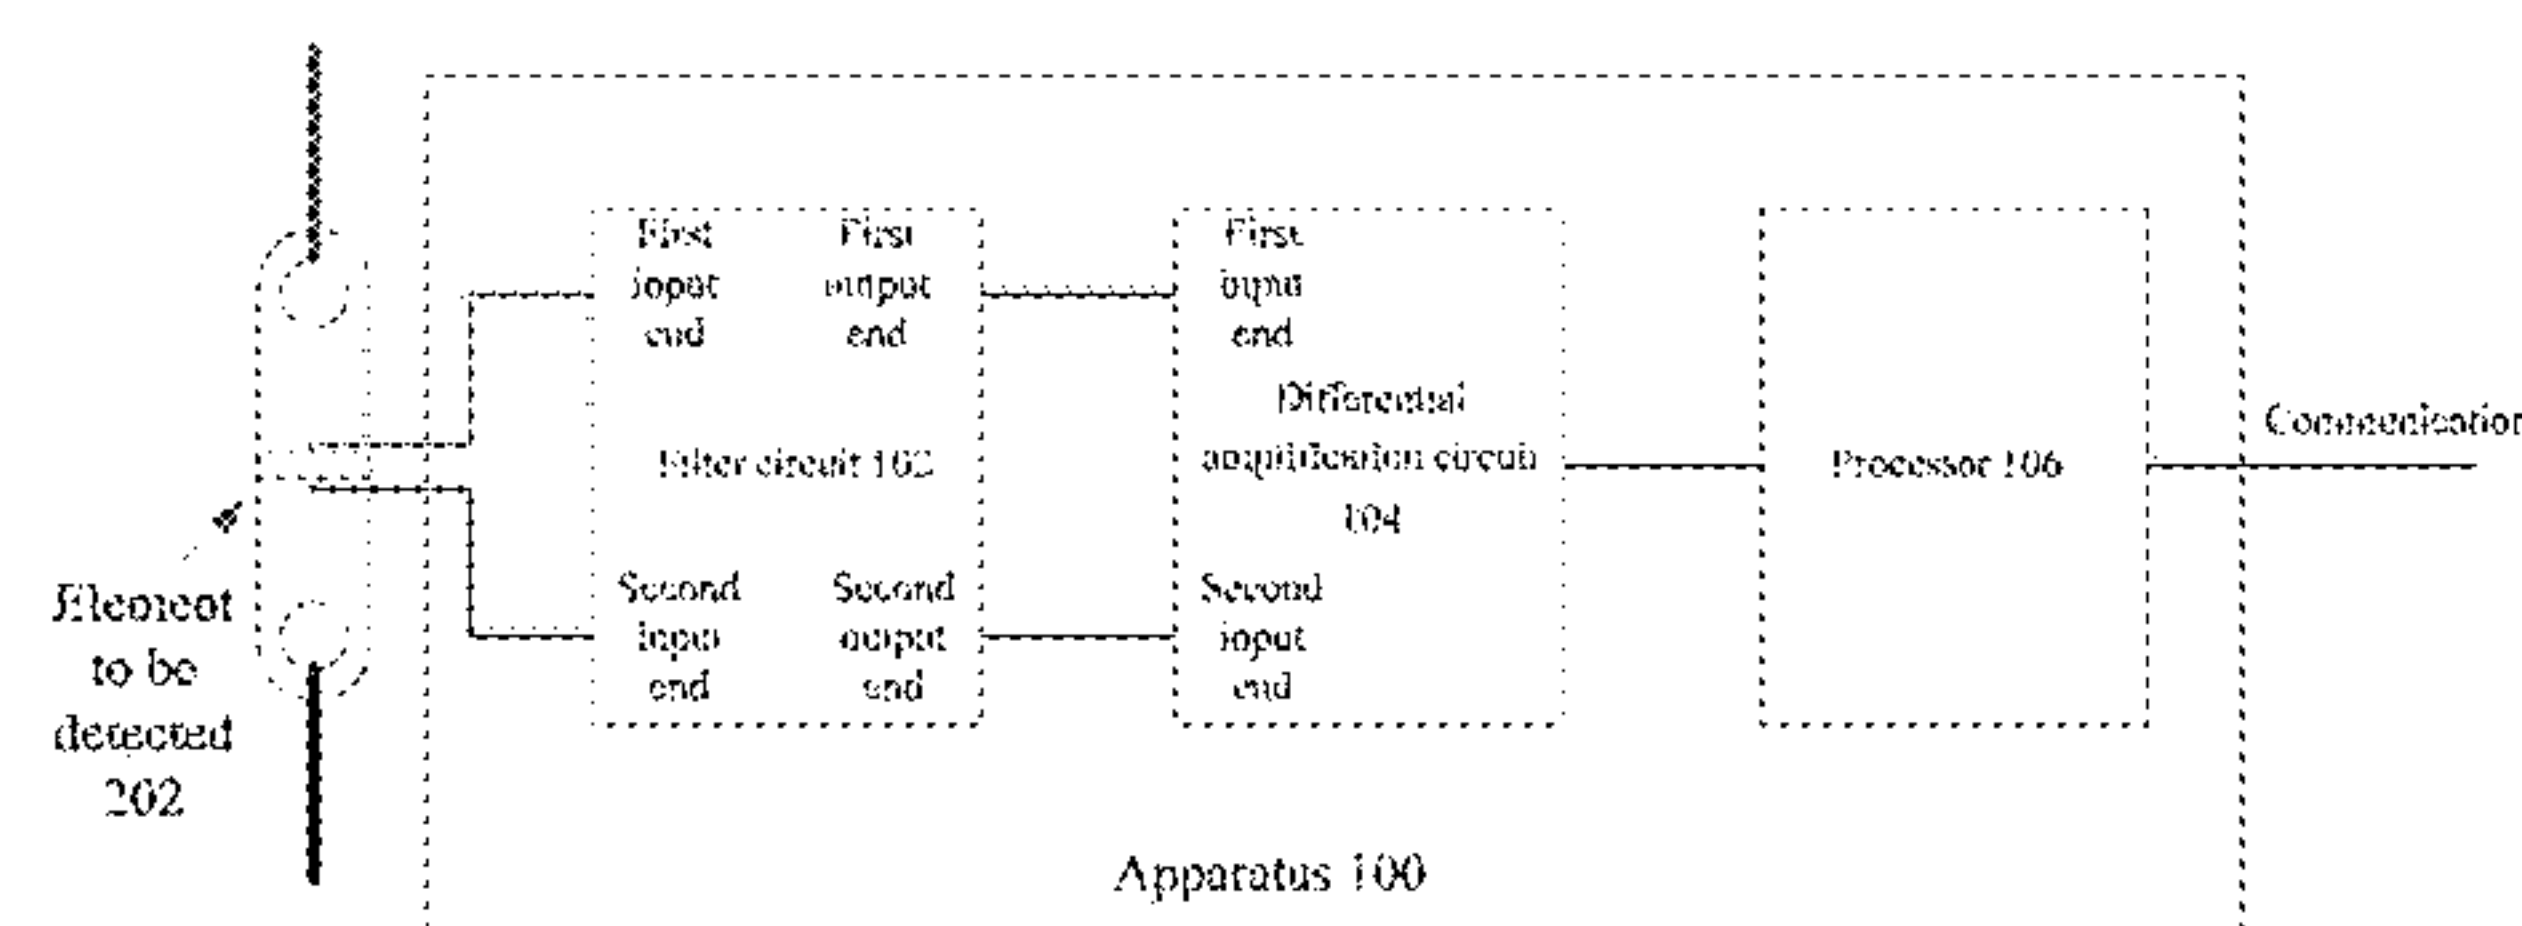 First
input
end
First
output
end
First
input
end
Differential
amplification circuit
104
Filter circuit 102
Processor 106
Communication
Second
input
end
Second
output
end
Second
input
end
Element
to be
detected
202
Apparatus 100